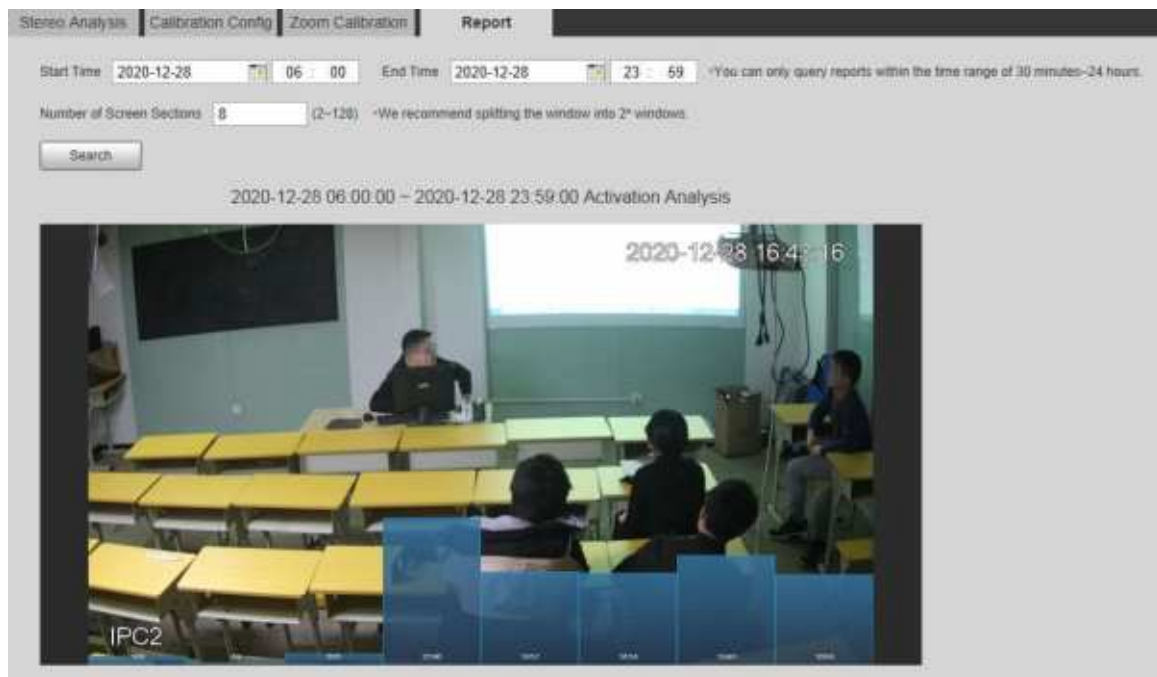 Stereo Analysis Calibration Config Zoom Calibration Report
Start Time 2020-12-28 06 : 00 End Time 2020-12-28 23 : 59 *You can only query reports within the time range of 30 minutes~24 hours.
Number of Screen Sections 8 (2~128) *We recommend splitting the window into 2ⁿ windows.
Search
2020-12-28 06:00:00 ~ 2020-12-28 23:59:00 Activation Analysis
2020-12-28
IPC2